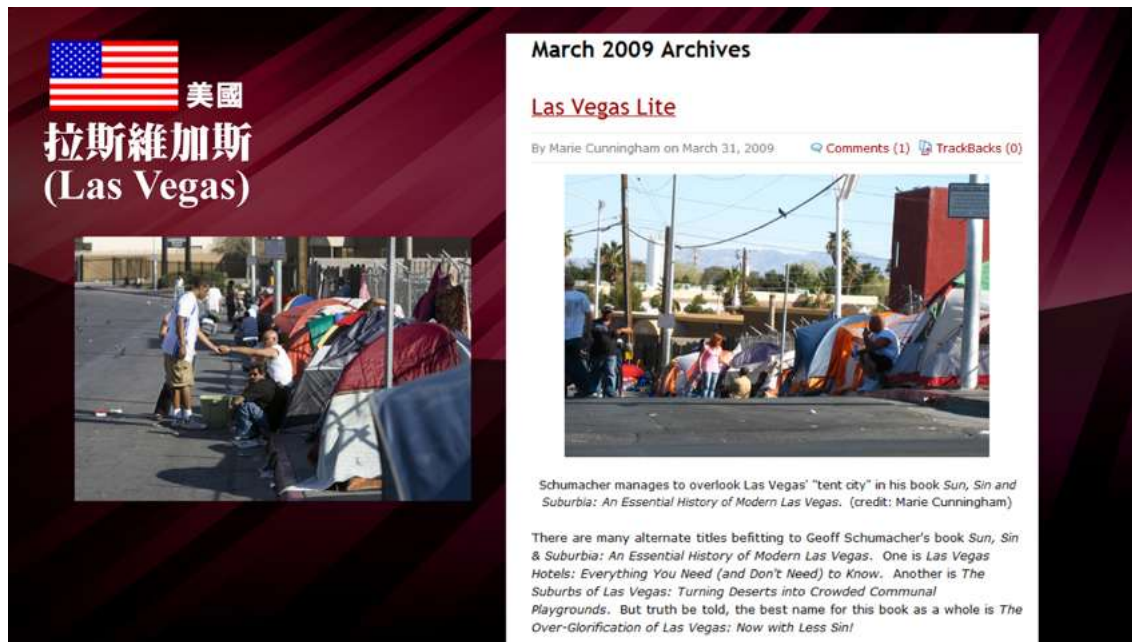 美國
拉斯維加斯
(Las Vegas)
March 2009 Archives
Las Vegas Lite
By Marie Cunningham on March 31, 2009
Comments (1) TrackBacks (0)
Schumacher manages to overlook Las Vegas' "tent city" in his book Sun, Sin and
Suburbia: An Essential History of Modern Las Vegas. (credit: Marie Cunningham)
There are many alternate titles befitting to Geoff Schumacher's book Sun, Sin
& Suburbia: An Essential History of Modern Las Vegas. One is Las Vegas
Hotels: Everything You Need (and Don't Need) to Know. Another is The
Suburbs of Las Vegas: Turning Deserts into Crowded Communal
Playgrounds. But truth be told, the best name for this book as a whole is The
Over-Glorification of Las Vegas: Now with Less Sin!